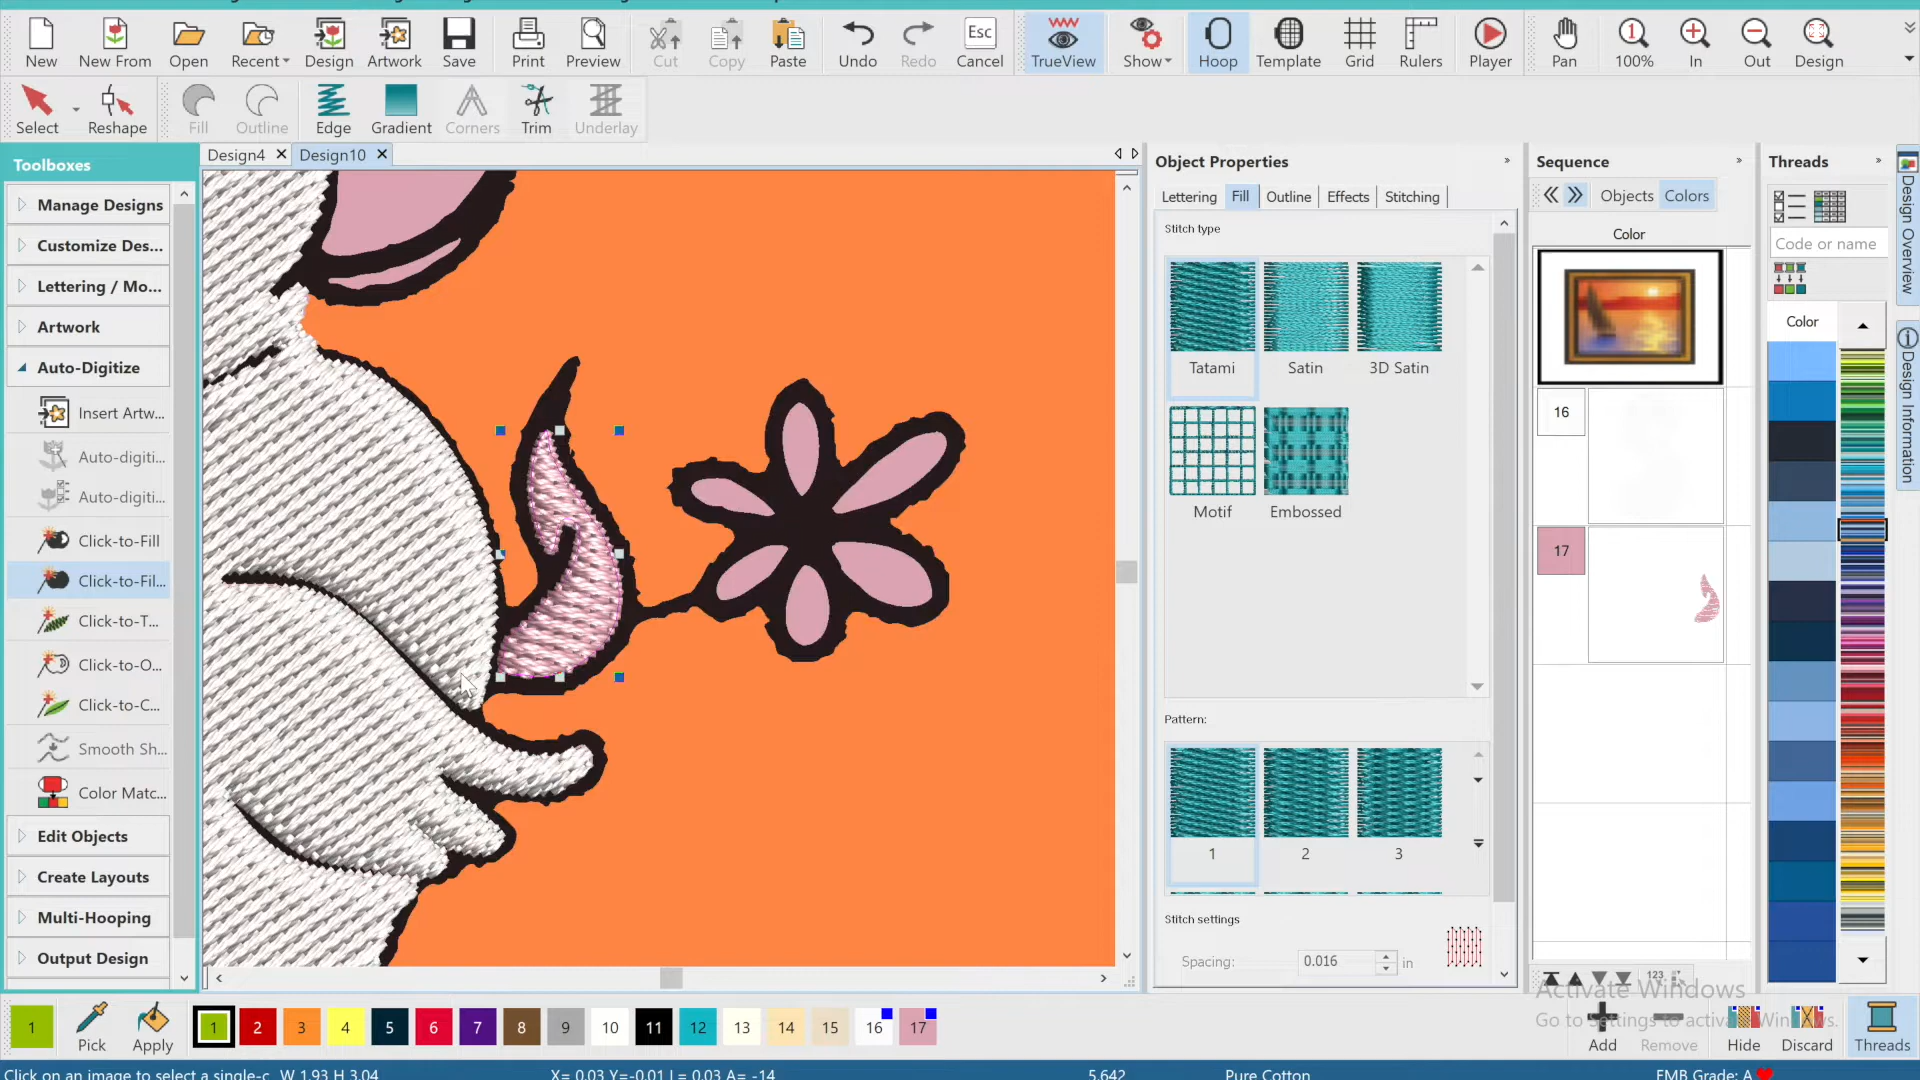 New New From Open Recent Design Artwork Save Print Preview Cut Copy Paste Undo Redo Esc Cancel TrueView Show Hoop Template Grid Rulers Player Pan 1 100% In Out Design
Select Reshape Fill Outline Edge Gradient Corners Trim Underlay
Toolboxes
Manage Designs
Customize Des...
Lettering / Mo...
Artwork
Auto-Digitize
Insert Artw...
Auto-digiti...
Auto-digiti...
Click-to-Fill
Click-to-Fil...
Click-to-T...
Click-to-O...
Click-to-C...
Smooth Sh...
Color Matc...
Edit Objects
Create Layouts
Multi-Hooping
Output Design
Design4 Design10
Object Properties
Lettering Fill Outline Effects Stitching
Stitch type
Tatami Satin 3D Satin
Motif Embossed
Pattern:
1 2 3
Stitch settings
Spacing: 0.016 in
Sequence
Objects Colors
Color
16
17
123
Threads
Code or name
Color
Design Overview
Design Information
Activate Windows
Go to Settings to activate Windows.
1 Pick Apply 1 2 3 4 5 6 7 8 9 10 11 12 13 14 15 16 17
Add Remove Hide Discard Threads
Click on an image to select a single-c W 1.93 H 3.04 X= 0.03 Y=-0.01 L= 0.03 A= -14 5,642 Pure Cotton EMB Grade: A